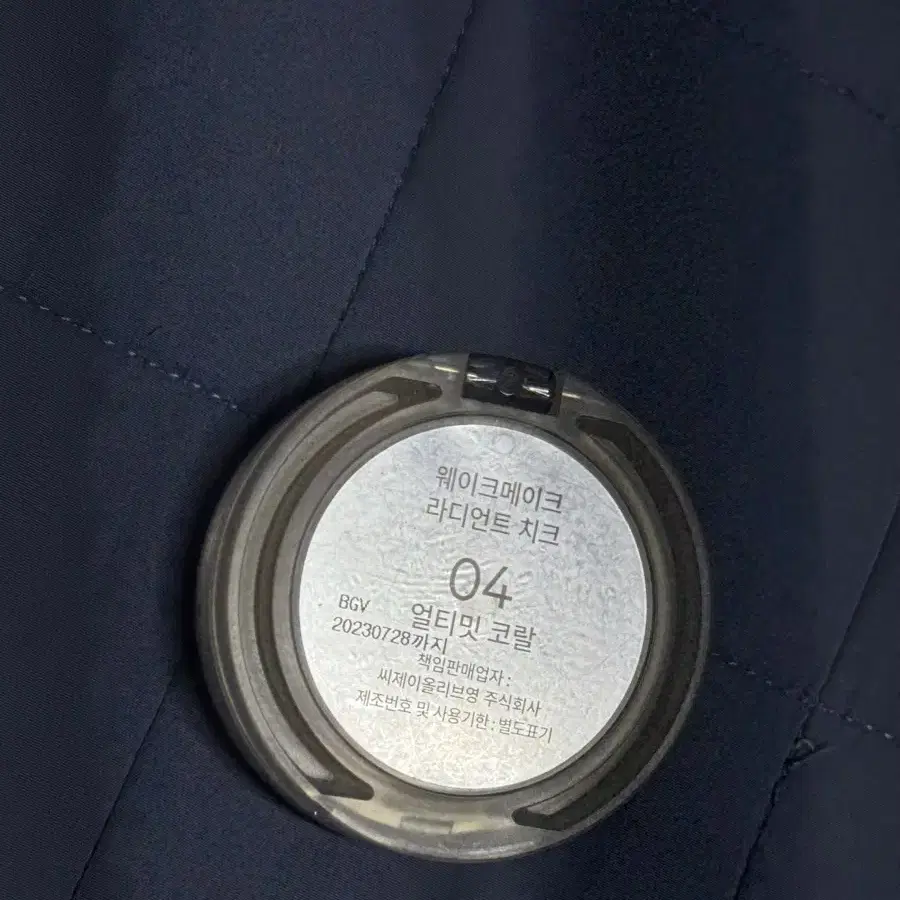 웨이크메이크
라디언트 치크
04
얼티밋 코랄
BGV
20230728까지
책임판매업자 :
씨제이올리브영 주식회사
제조번호 및 사용기한 : 별도표기